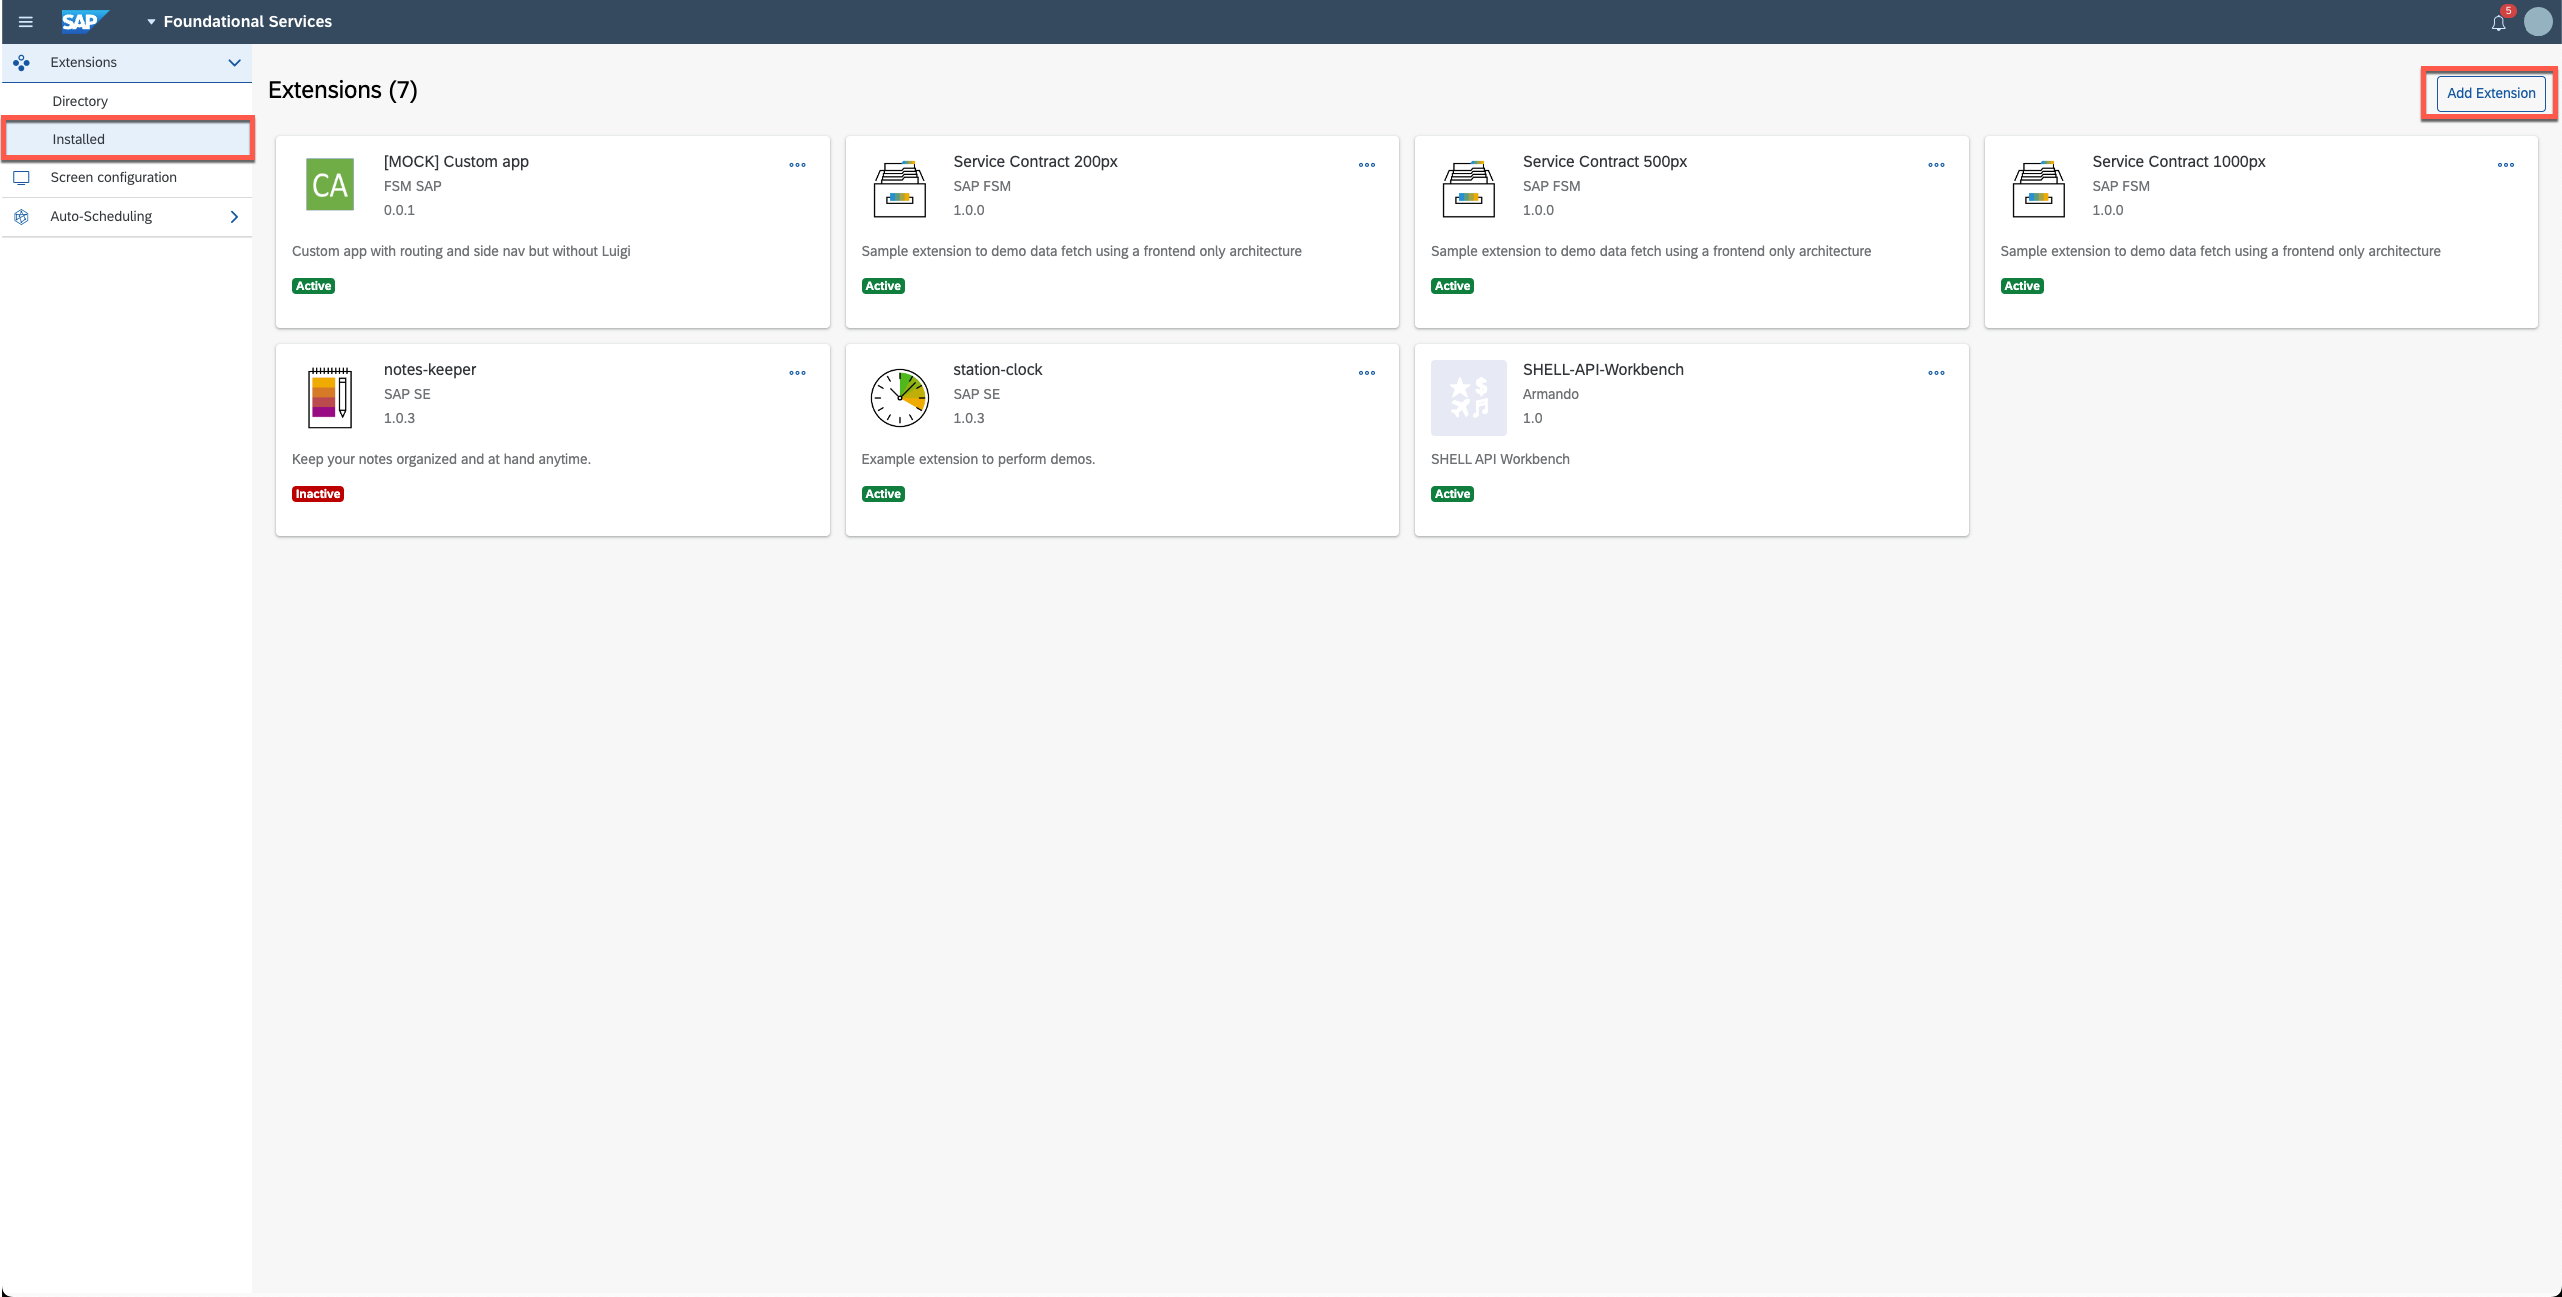 SAP
Foundational Services
5
Extensions
Directory
Installed
Screen configuration
Auto-Scheduling
Extensions (7)
Add Extension
CA
[MOCK] Custom app
FSM SAP
0.0.1
Custom app with routing and side nav but without Luigi
Active
Service Contract 200px
SAP FSM
1.0.0
Sample extension to demo data fetch using a frontend only architecture
Active
Service Contract 500px
SAP FSM
1.0.0
Sample extension to demo data fetch using a frontend only architecture
Active
Service Contract 1000px
SAP FSM
1.0.0
Sample extension to demo data fetch using a frontend only architecture
Active
notes-keeper
SAP SE
1.0.3
Keep your notes organized and at hand anytime.
Inactive
station-clock
SAP SE
1.0.3
Example extension to perform demos.
Active
SHELL-API-Workbench
Armando
1.0
SHELL API Workbench
Active